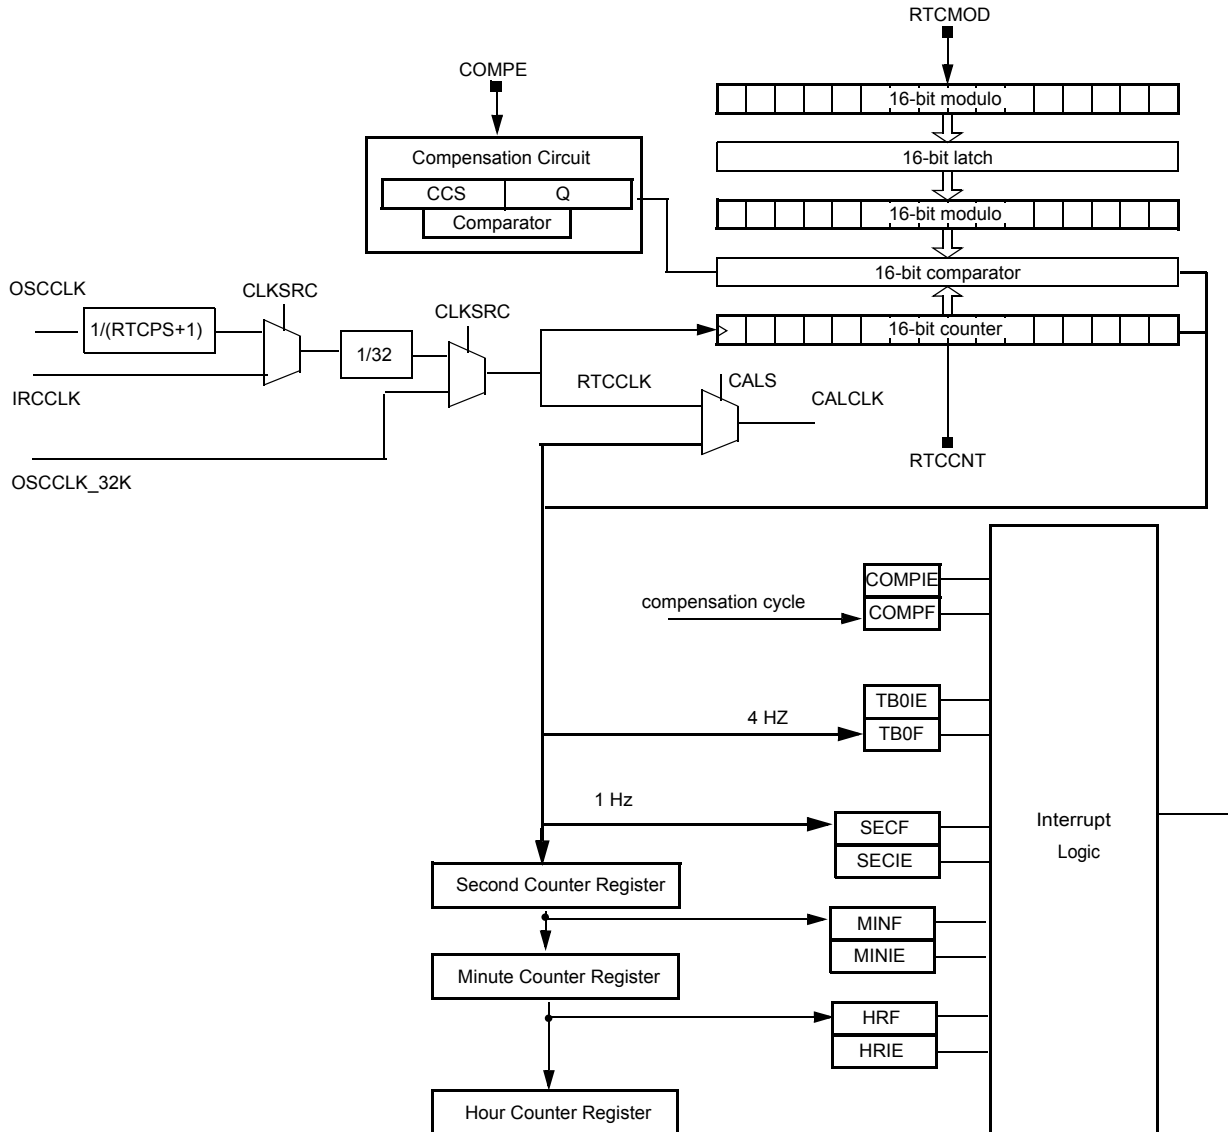 RTCMOD
COMPE
16-bit modulo
Compensation Circuit
16-bit latch
CCS
Q
16-bit modulo
Comparator
16-bit comparator
OSCCLK
CLKSRC
CLKSRC
1/(RTCPS+1)
16-bit counter
1/32
RTCCLK
CALS
IRCCLK
CALCLK
RTCCNT
OSCCLK_32K
COMPIE
compensation cycle
COMPF
TB0IE
4 HZ
TB0F
1 Hz
SECF
Interrupt
Logic
SECIE
Second Counter Register
MINF
MINIE
Minute Counter Register
HRF
HRIE
Hour Counter Register